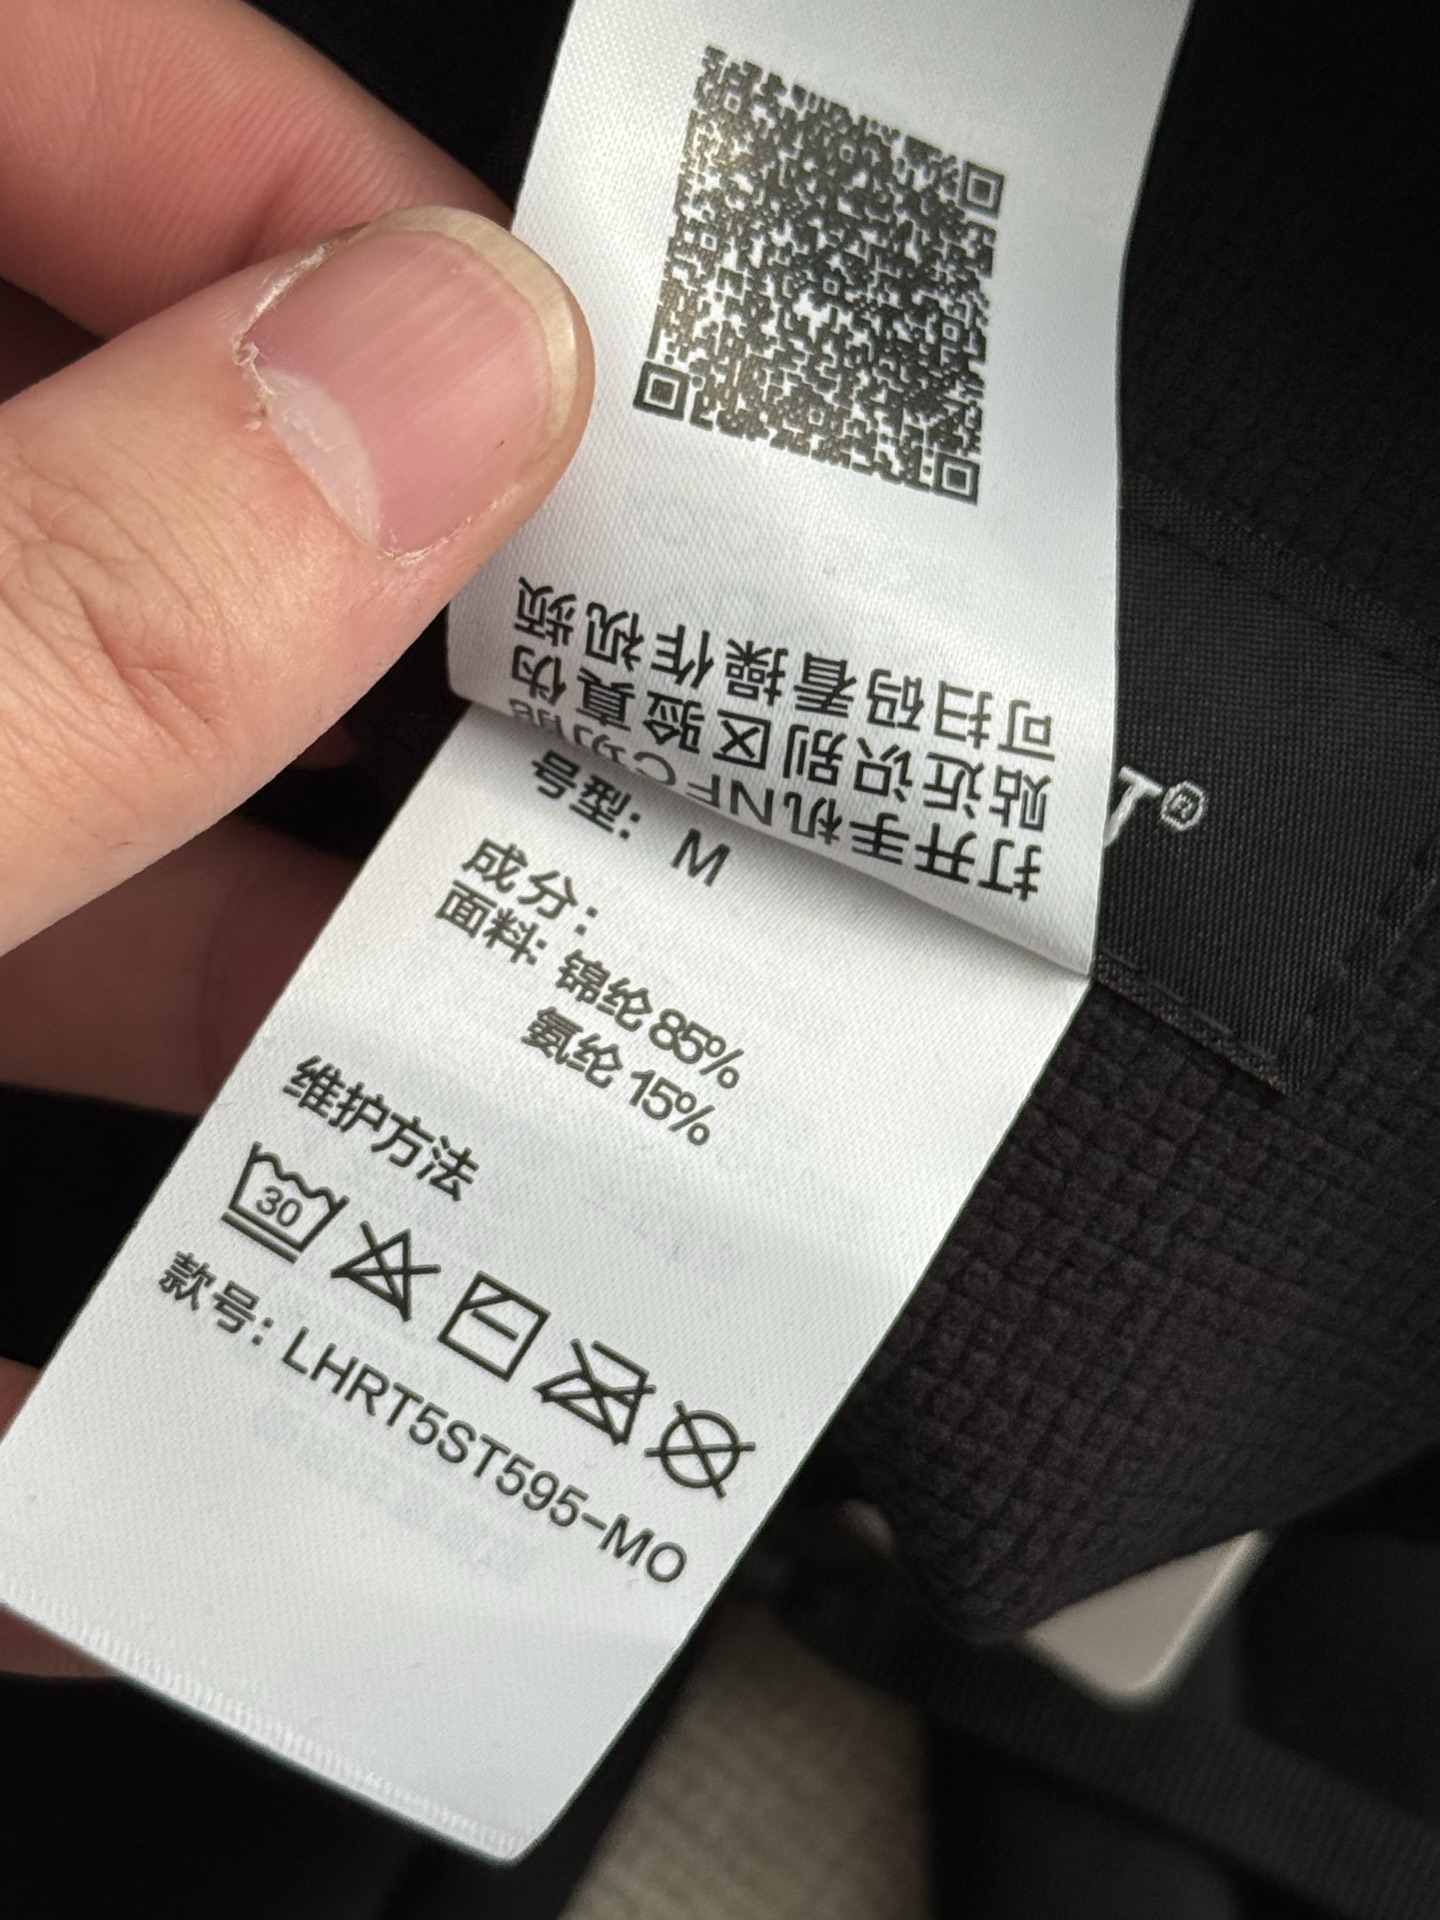 打开手机NFC功能
贴近识别区验真伪
可扫码看操作视频
号型： M
成分：
面料: 锦纶 85%
氨纶 15%
维护方法
30
款号: LHRT5ST595-MO
T®